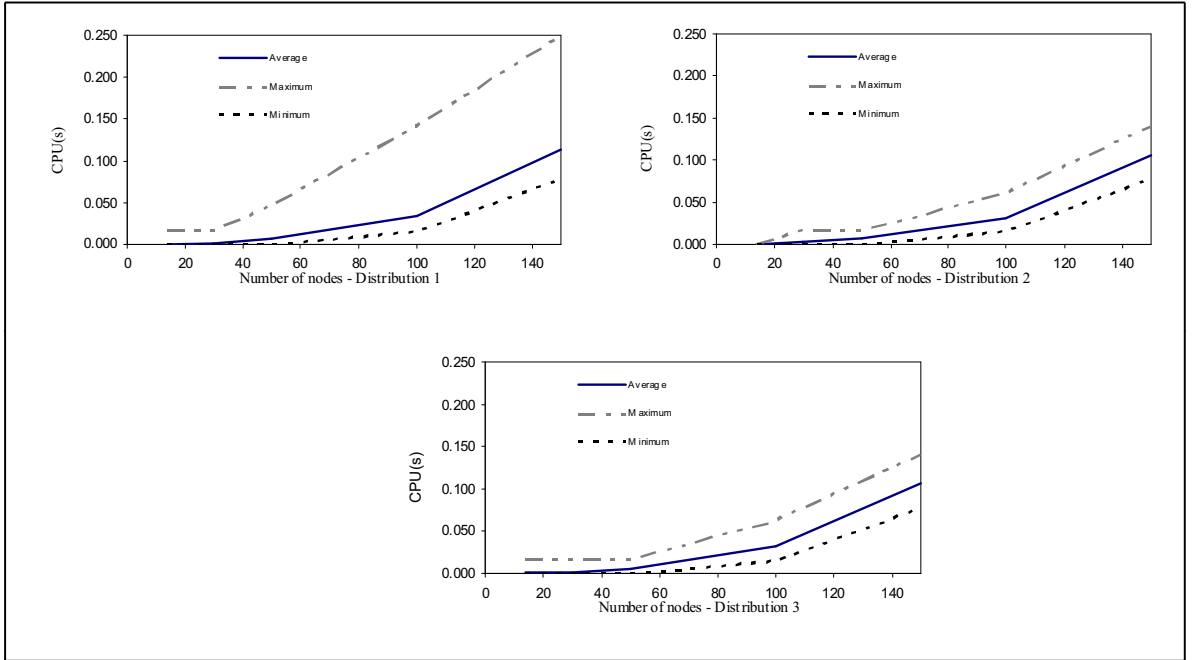 0.250
0.200
0.150
0.100
0.050
0.000
CPU(s)
Average
Maximum
Minimum
0 20 40 60 80 100 120 140
Number of nodes - Distribution 1
0.250
0.200
0.150
0.100
0.050
0.000
CPU(s)
Average
Maximum
Minimum
0 20 40 60 80 100 120 140
Number of nodes - Distribution 2
0.250
0.200
0.150
0.100
0.050
0.000
CPU(s)
Average
Maximum
Minimum
0 20 40 60 80 100 120 140
Number of nodes - Distribution 3